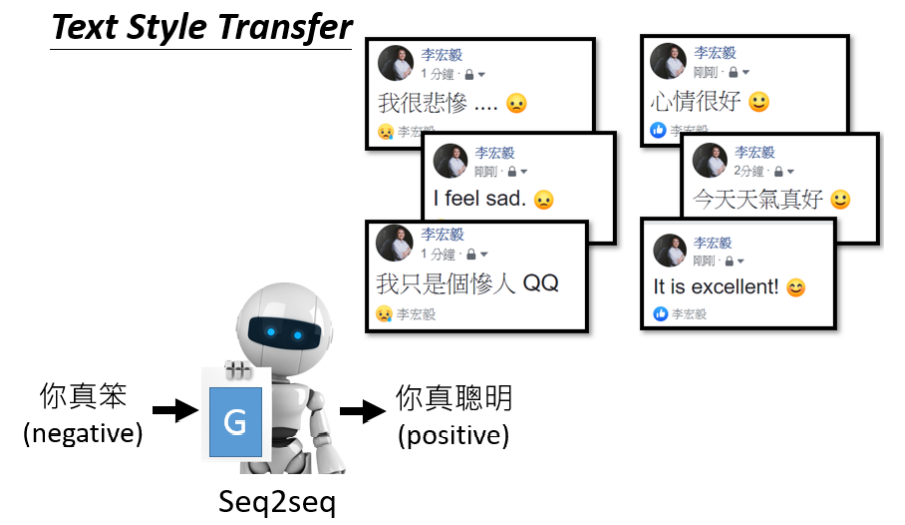 Text Style Transfer
李宏毅
1 分鐘
我很悲慘 .... 😞
李宏毅
李宏毅
剛剛
I feel sad. 😞
李宏毅
1 分鐘
我只是個慘人 QQ
李宏毅
李宏毅
剛剛
心情很好 🙂
李宏毅
李宏毅
2分鐘
今天天氣真好 🙂
李宏毅
剛剛
It is excellent! 😊
李宏毅
你真笨
(negative)
G
你真聰明
(positive)
Seq2seq